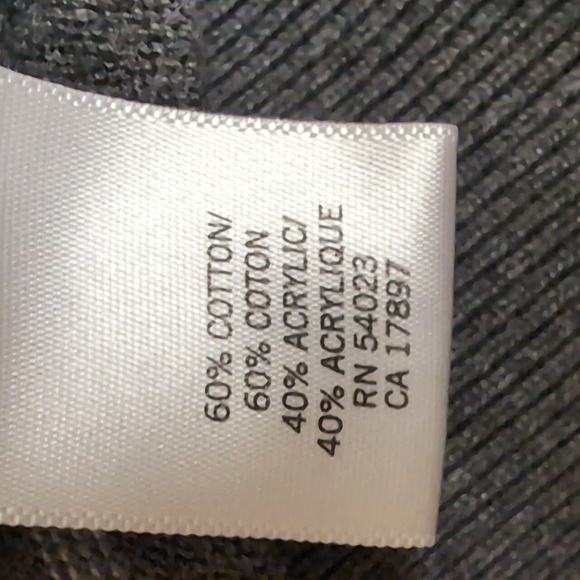 60% COTTON/
60% COTON
40% ACRYLIC/
40% ACRYLIQUE
RN 54023
CA 17897